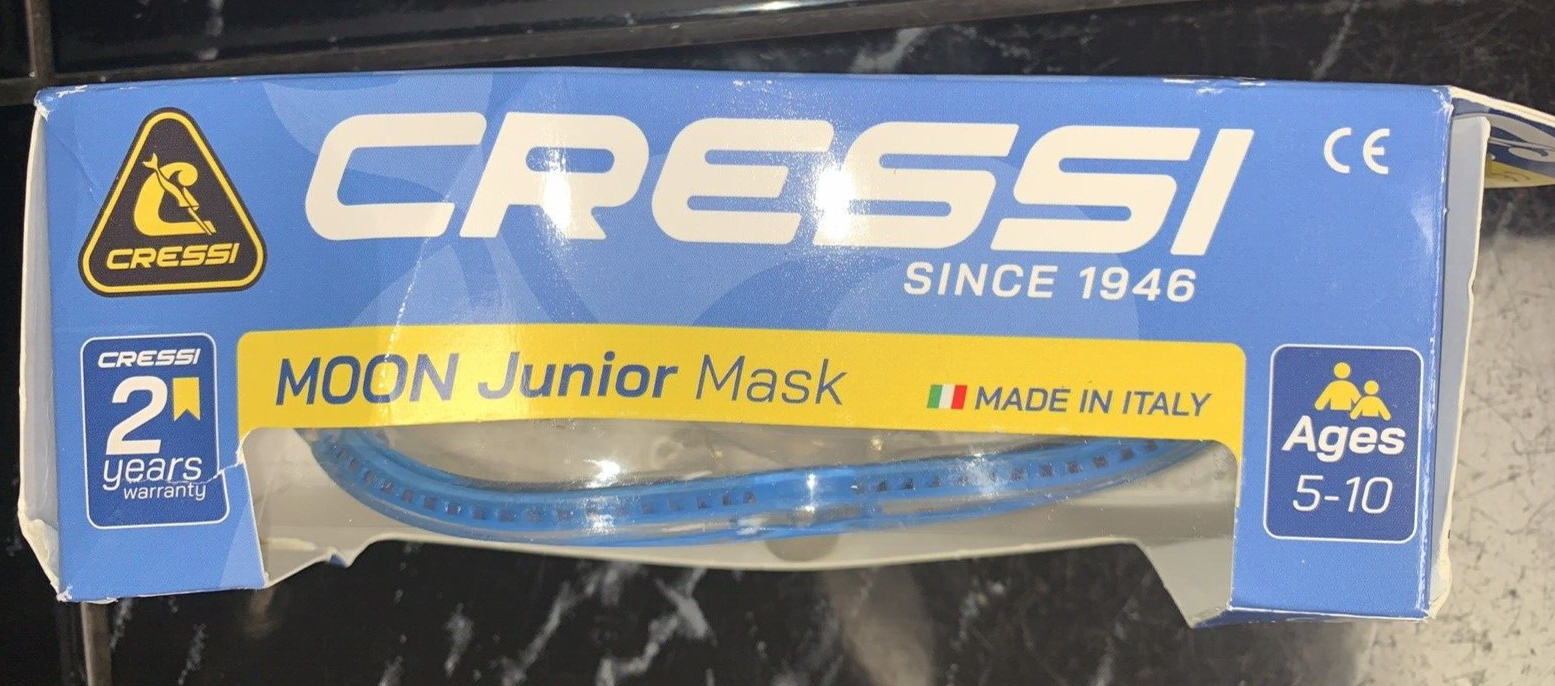 CRESSI
CRESSI
CE
SINCE 1946
CRESSI
2
years
warranty
MOON Junior Mask
MADE IN ITALY
Ages
5-10